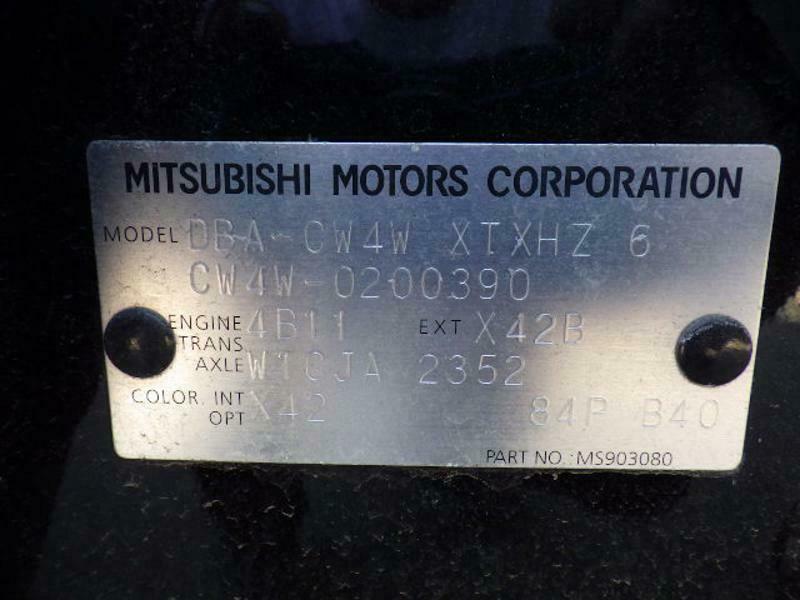 MITSUBISHI MOTORS CORPORATION
MODEL DBA-CW4W XTXHZ 6
CW4W-0200390
ENGINE 4B11 EXT X42B
TRANS
AXLE W1CJA 2352
COLOR, INT X42 84P B40
OPT
PART NO.: MS903080